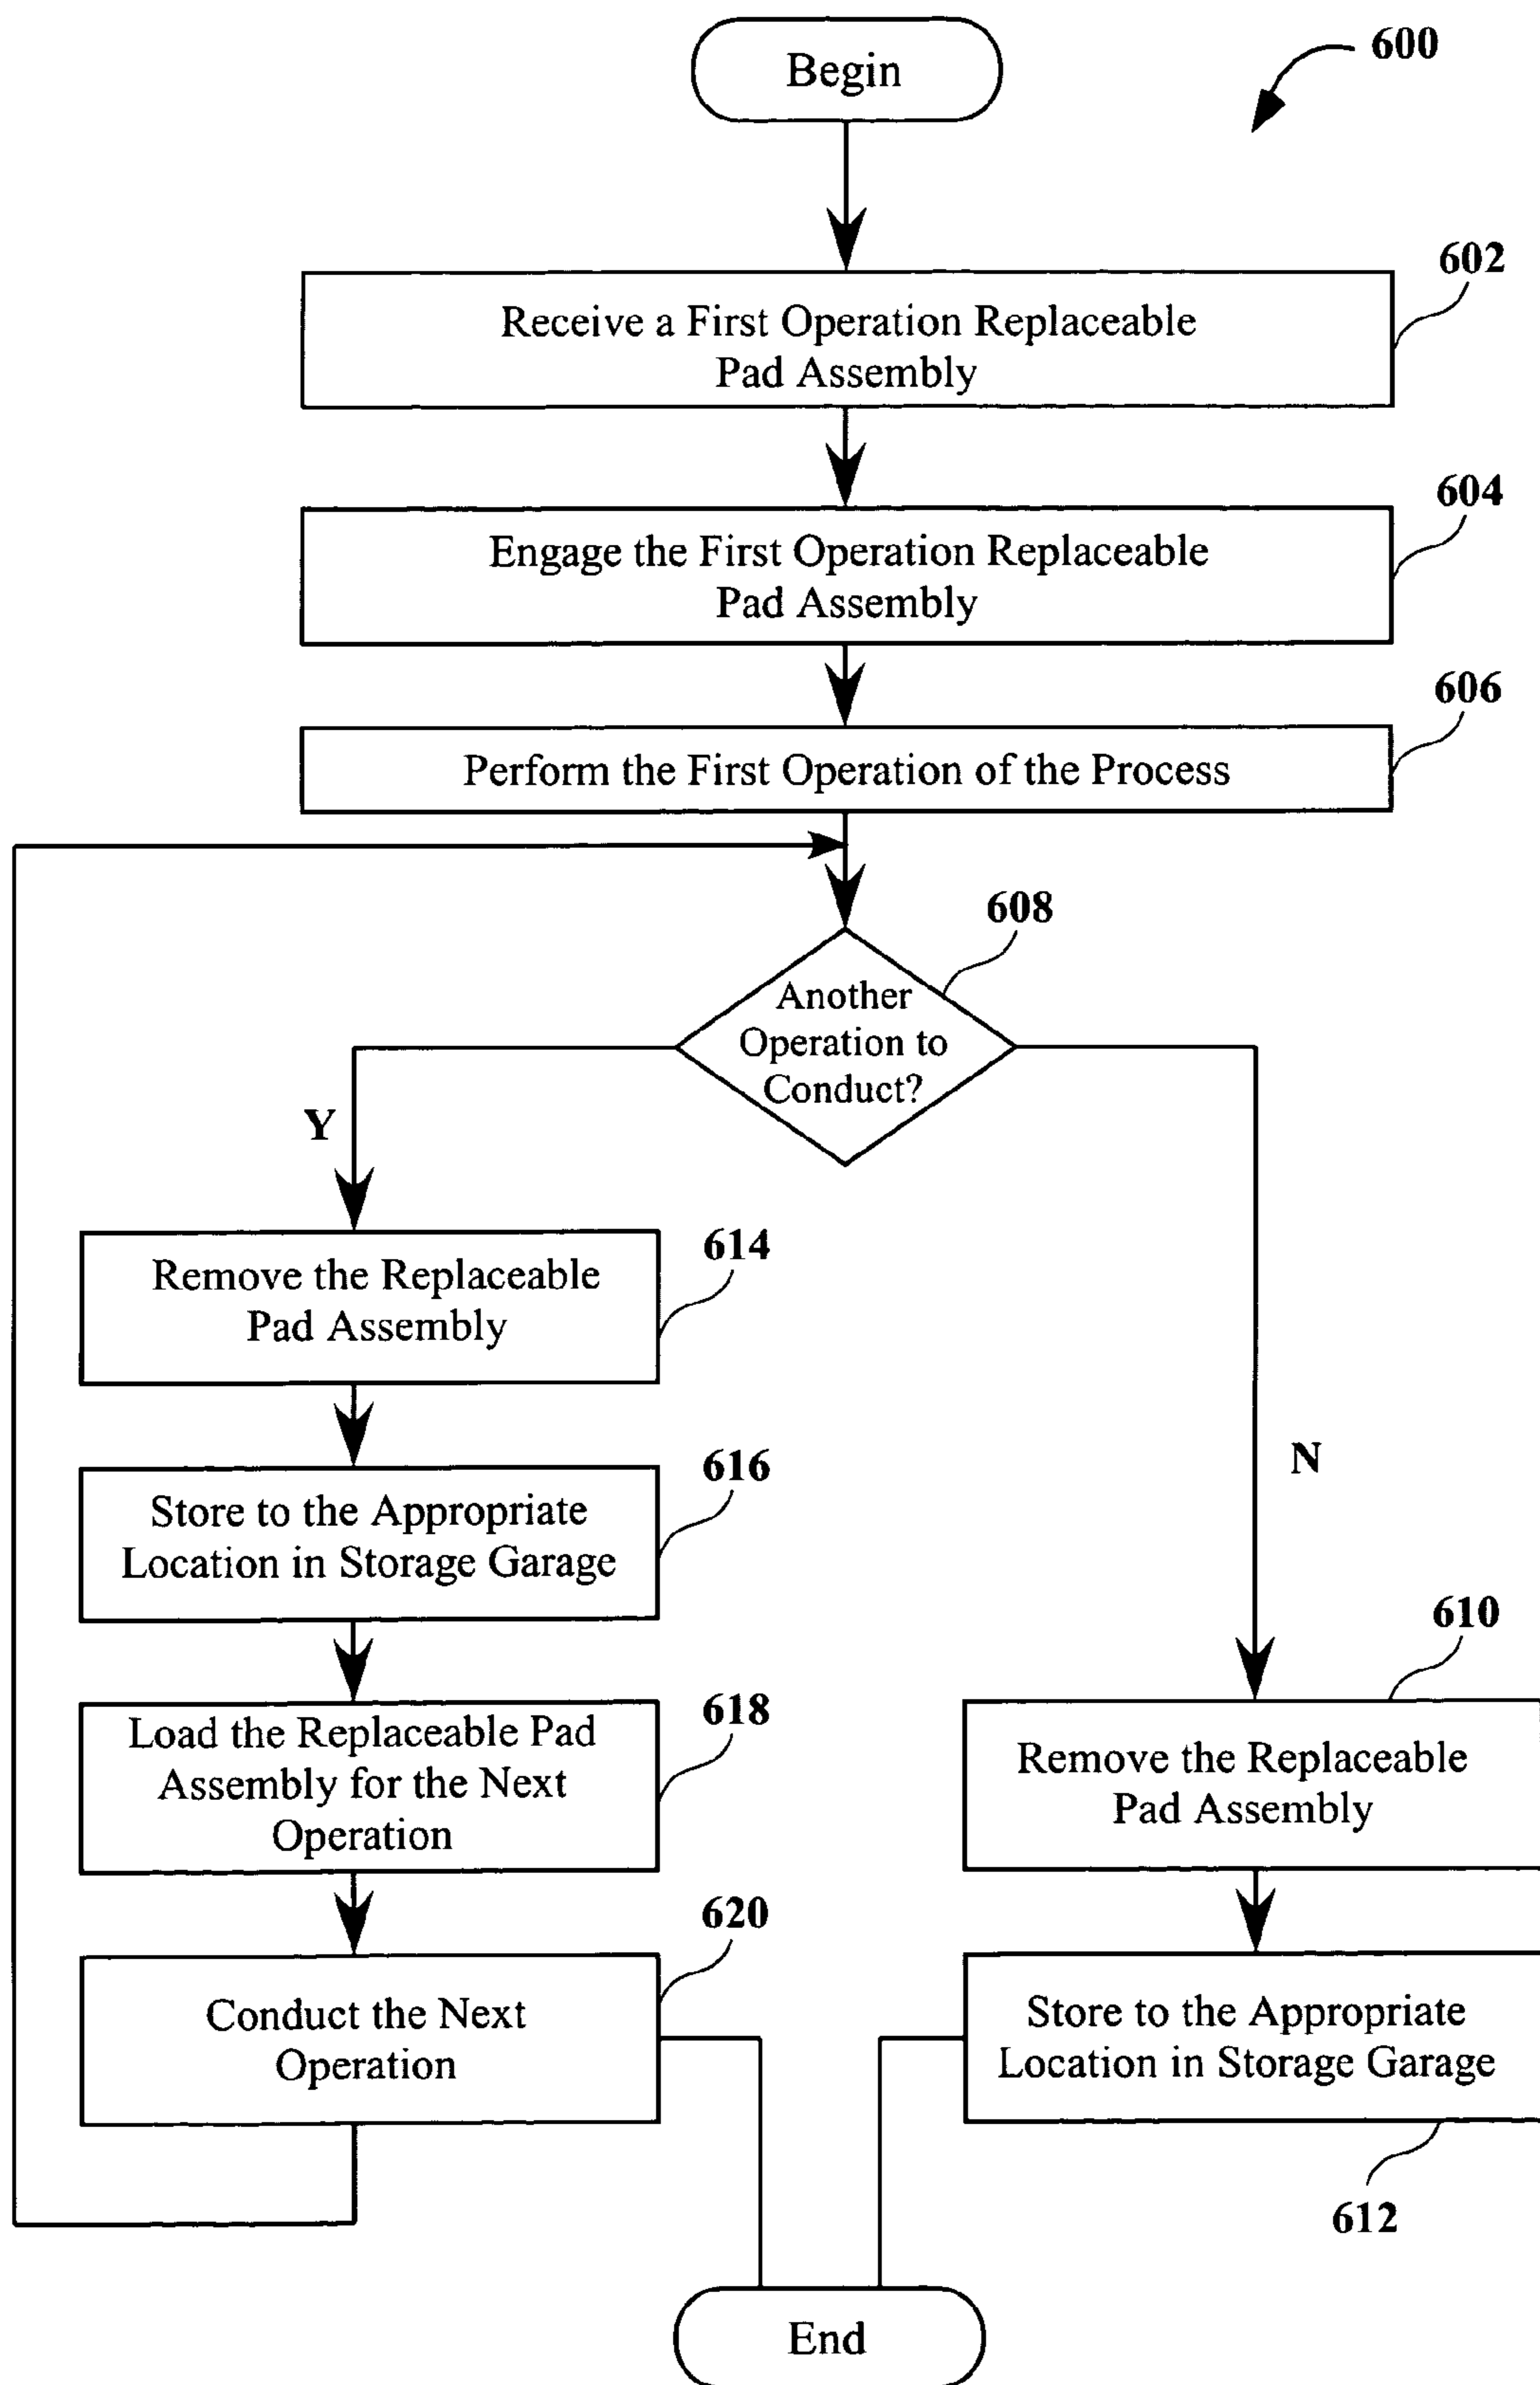 Begin
600
602
Receive a First Operation Replaceable
Pad Assembly
604
Engage the First Operation Replaceable
Pad Assembly
606
Perform the First Operation of the Process
608
Another
Operation to
Conduct?
Y
N
614
Remove the Replaceable
Pad Assembly
616
Store to the Appropriate
Location in Storage Garage
618
Load the Replaceable Pad
Assembly for the Next
Operation
620
Conduct the Next
Operation
610
Remove the Replaceable
Pad Assembly
Store to the Appropriate
Location in Storage Garage
612
End